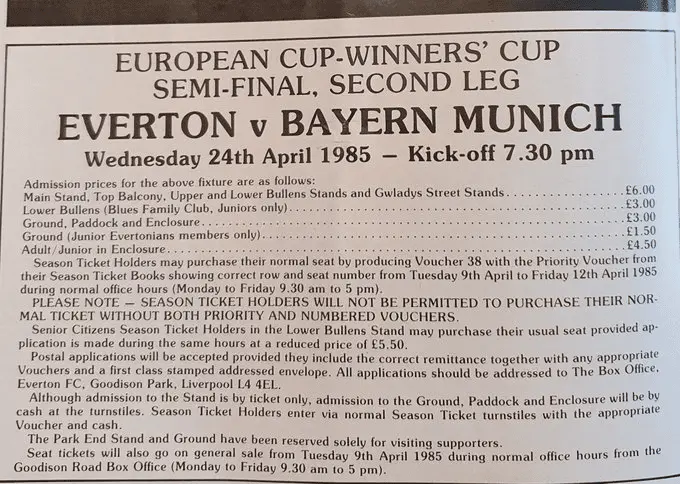 EUROPEAN CUP-WINNERS' CUP
SEMI-FINAL, SECOND LEG
EVERTON v BAYERN MUNICH
Wednesday 24th April 1985 – Kick-off 7.30 pm
Admission prices for the above fixture are as follows:
Main Stand, Top Balcony, Upper and Lower Bullens Stands and Gwladys Street Stands....................£6.00
Lower Bullens (Blues Family Club, Juniors only)....................£3.00
Ground, Paddock and Enclosure....................£3.00
Ground (Junior Evertonians members only)....................£1.50
Adult/Junior in Enclosure....................£4.50
Season Ticket Holders may purchase their normal seat by producing Voucher 38 with the Priority Voucher from
their Season Ticket Books showing correct row and seat number from Tuesday 9th April to Friday 12th April 1985
during normal office hours (Monday to Friday 9.30 am to 5 pm).
PLEASE NOTE – SEASON TICKET HOLDERS WILL NOT BE PERMITTED TO PURCHASE THEIR NOR-
MAL TICKET WITHOUT BOTH PRIORITY AND NUMBERED VOUCHERS.
Senior Citizens Season Ticket Holders in the Lower Bullens Stand may purchase their usual seat provided ap-
plication is made during the same hours at a reduced price of £5.50.
Postal applications will be accepted provided they include the correct remittance together with any appropriate
Vouchers and a first class stamped addressed envelope. All applications should be addressed to The Box Office,
Everton FC, Goodison Park, Liverpool L4 4EL.
Although admission to the Stand is by ticket only, admission to the Ground, Paddock and Enclosure will be by
cash at the turnstiles. Season Ticket Holders enter via normal Season Ticket turnstiles with the appropriate
Voucher and cash.
The Park End Stand and Ground have been reserved solely for visiting supporters.
Seat tickets will also go on general sale from Tuesday 9th April 1985 during normal office hours from the
Goodison Road Box Office (Monday to Friday 9.30 am to 5 pm).